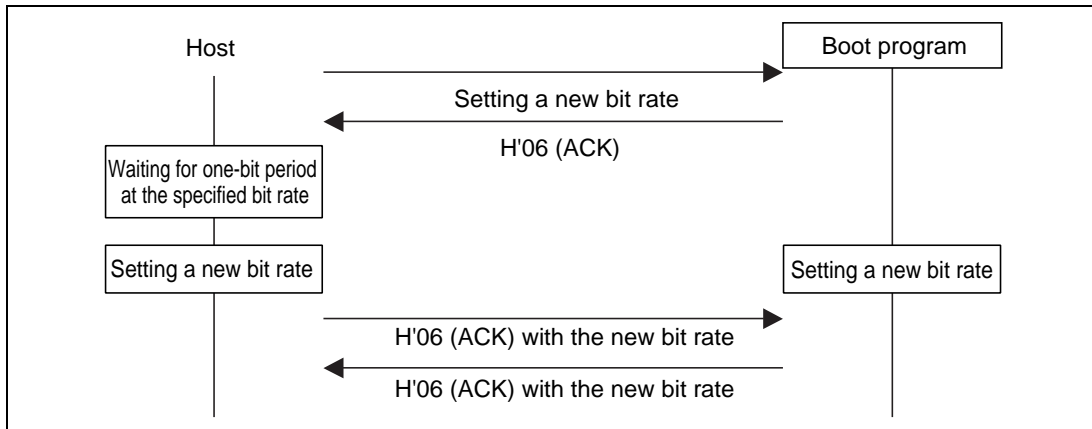 Host
Boot program
Setting a new bit rate
H'06 (ACK)
Waiting for one-bit period
at the specified bit rate
Setting a new bit rate
Setting a new bit rate
H'06 (ACK) with the new bit rate
H'06 (ACK) with the new bit rate